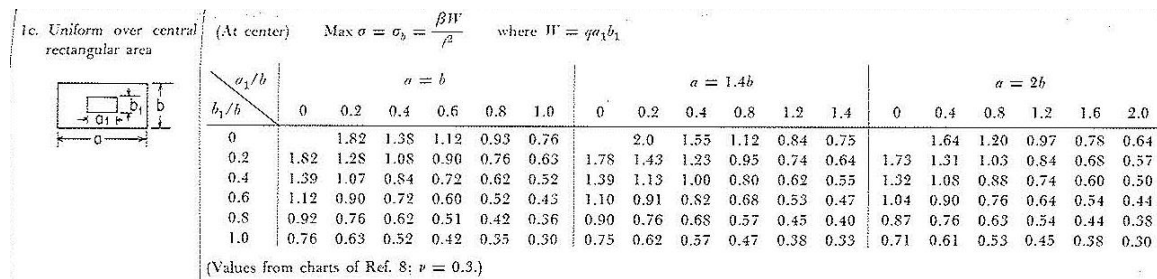 1c. Uniform over central rectangular area
(At center) Max σ = σ_b = βW / t² where W = qa₁b₁
a₁ b₁ b a
a₁/b a = b a = 1.4b a = 2b
b₁/b 0 0.2 0.4 0.6 0.8 1.0 0 0.2 0.4 0.8 1.2 1.4 0 0.4 0.8 1.2 1.6 2.0
0 1.82 1.38 1.12 0.93 0.76 2.0 1.55 1.12 0.84 0.75 1.64 1.20 0.97 0.78 0.64
0.2 1.82 1.28 1.08 0.90 0.76 0.63 1.78 1.43 1.23 0.95 0.74 0.64 1.73 1.31 1.03 0.84 0.68 0.57
0.4 1.39 1.07 0.84 0.72 0.62 0.52 1.39 1.13 1.00 0.80 0.62 0.55 1.32 1.08 0.88 0.74 0.60 0.50
0.6 1.12 0.90 0.72 0.60 0.52 0.43 1.10 0.91 0.82 0.68 0.53 0.47 1.04 0.90 0.76 0.64 0.54 0.44
0.8 0.92 0.76 0.62 0.51 0.42 0.36 0.90 0.76 0.68 0.57 0.45 0.40 0.87 0.76 0.63 0.54 0.44 0.38
1.0 0.76 0.63 0.52 0.42 0.35 0.30 0.75 0.62 0.57 0.47 0.38 0.33 0.71 0.61 0.53 0.45 0.38 0.30
(Values from charts of Ref. 8; ν = 0.3.)